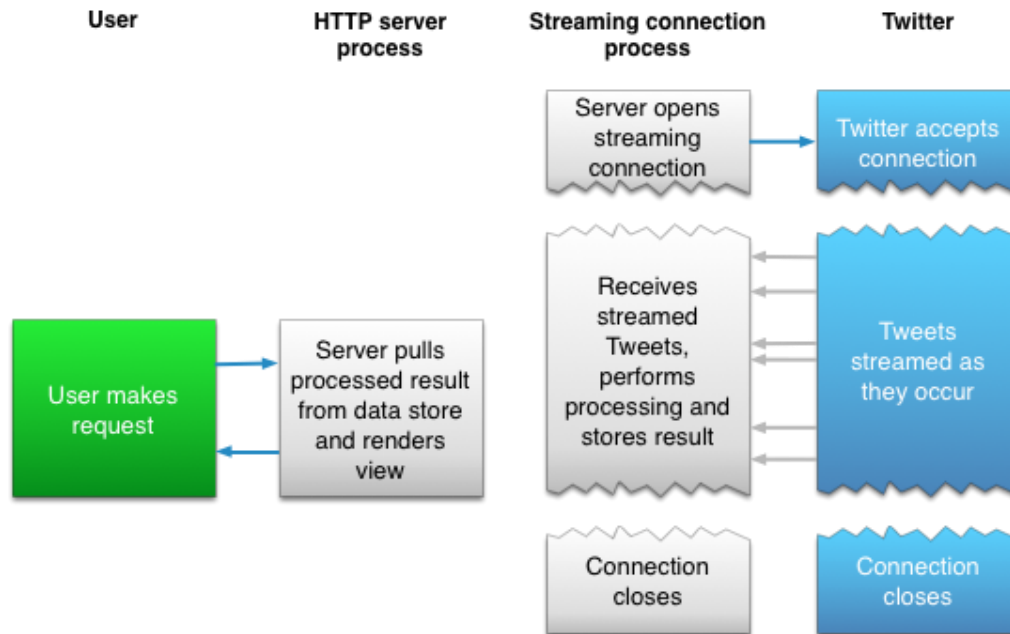 User
HTTP server
process
Streaming connection
process
Twitter
Server opens
streaming
connection
Twitter accepts
connection
User makes
request
Server pulls
processed result
from data store
and renders
view
Receives
streamed
Tweets,
performs
processing and
stores result
Tweets
streamed as
they occur
Connection
closes
Connection
closes